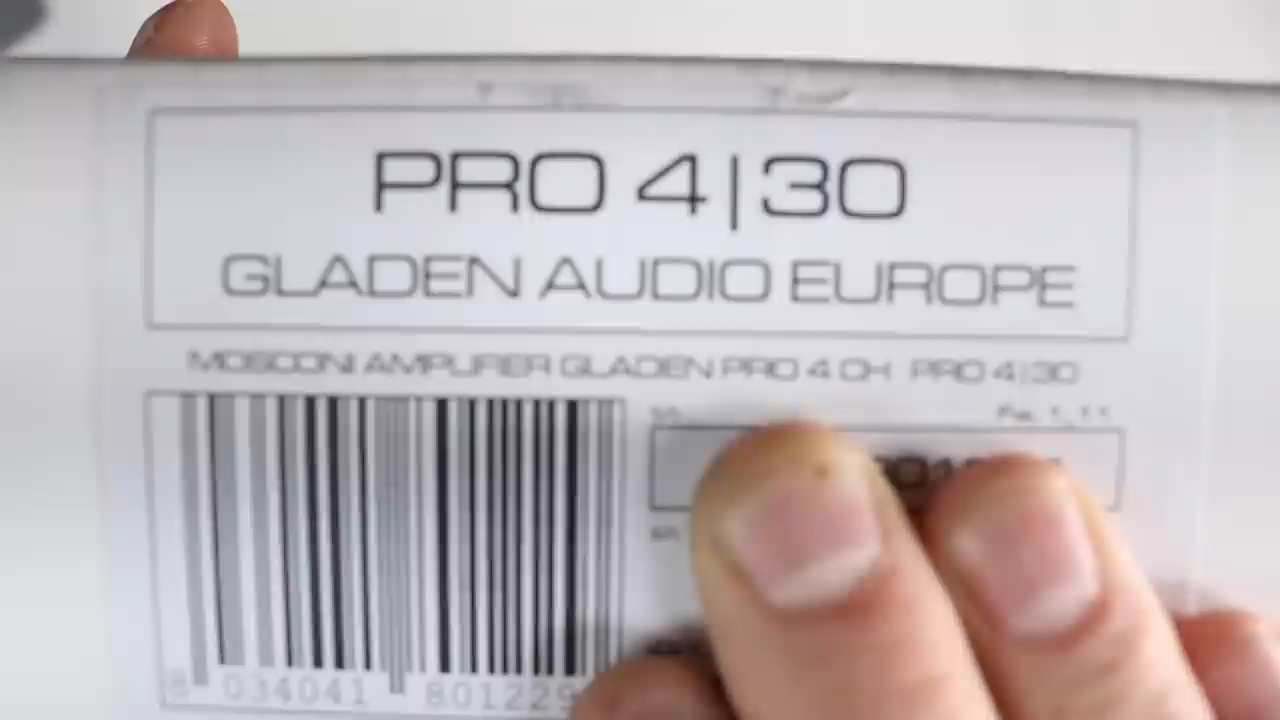 PRO 4|30
GLADEN AUDIO EUROPE
MOSCONI AMPLIFIER GLADEN PRO 4 CH PRO 4|30
8 034041 801229